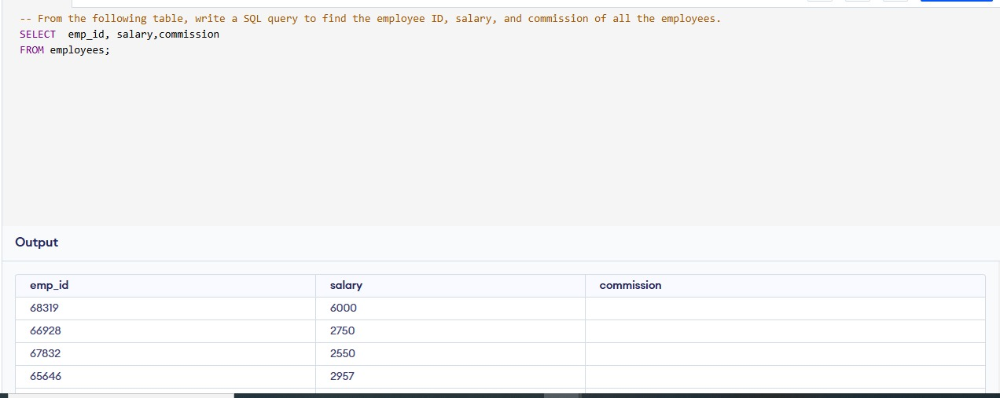 -- From the following table, write a SQL query to find the employee ID, salary, and commission of all the employees.
SELECT  emp_id, salary,commission
FROM employees;
Output
emp_id salary commission
68319 6000
66928 2750
67832 2550
65646 2957